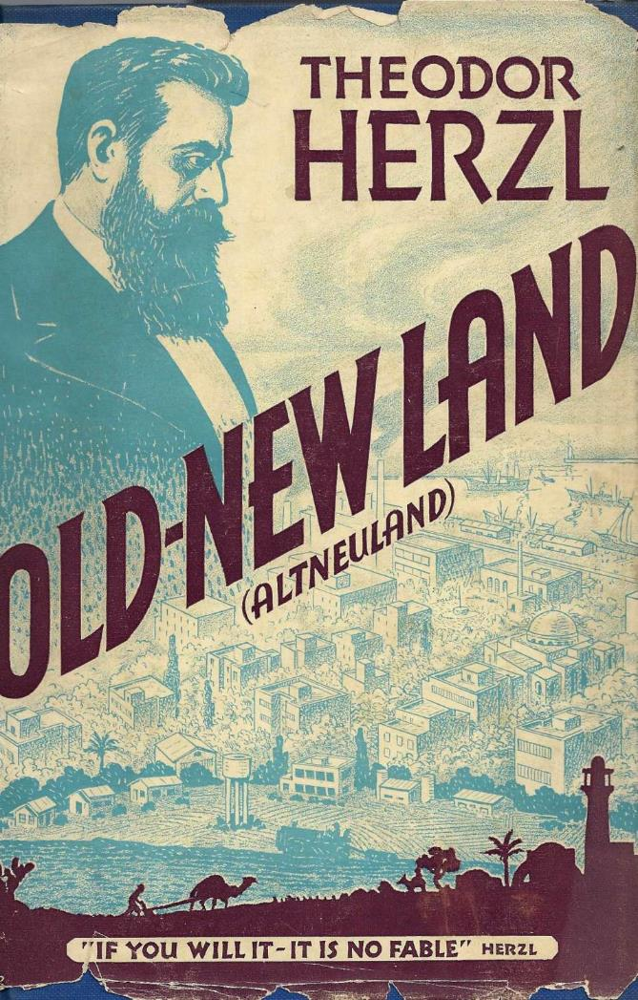 THEODOR
HERZL
OLD-NEW LAND
(ALTNEULAND)
"IF YOU WILL IT-IT IS NO FABLE" HERZL